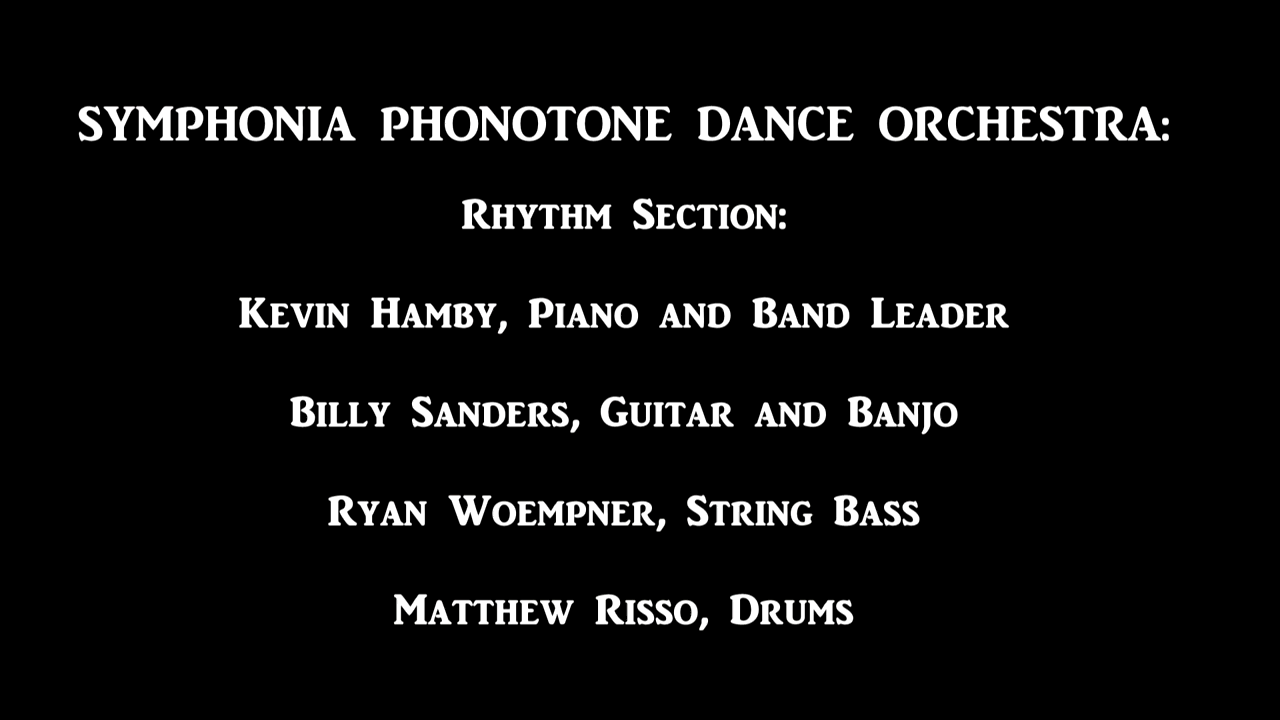 SYMPHONIA PHONOTONE DANCE ORCHESTRA:
Rhythm Section:
Kevin Hamby, Piano and Band Leader
Billy Sanders, Guitar and Banjo
Ryan Woempner, String Bass
Matthew Risso, Drums